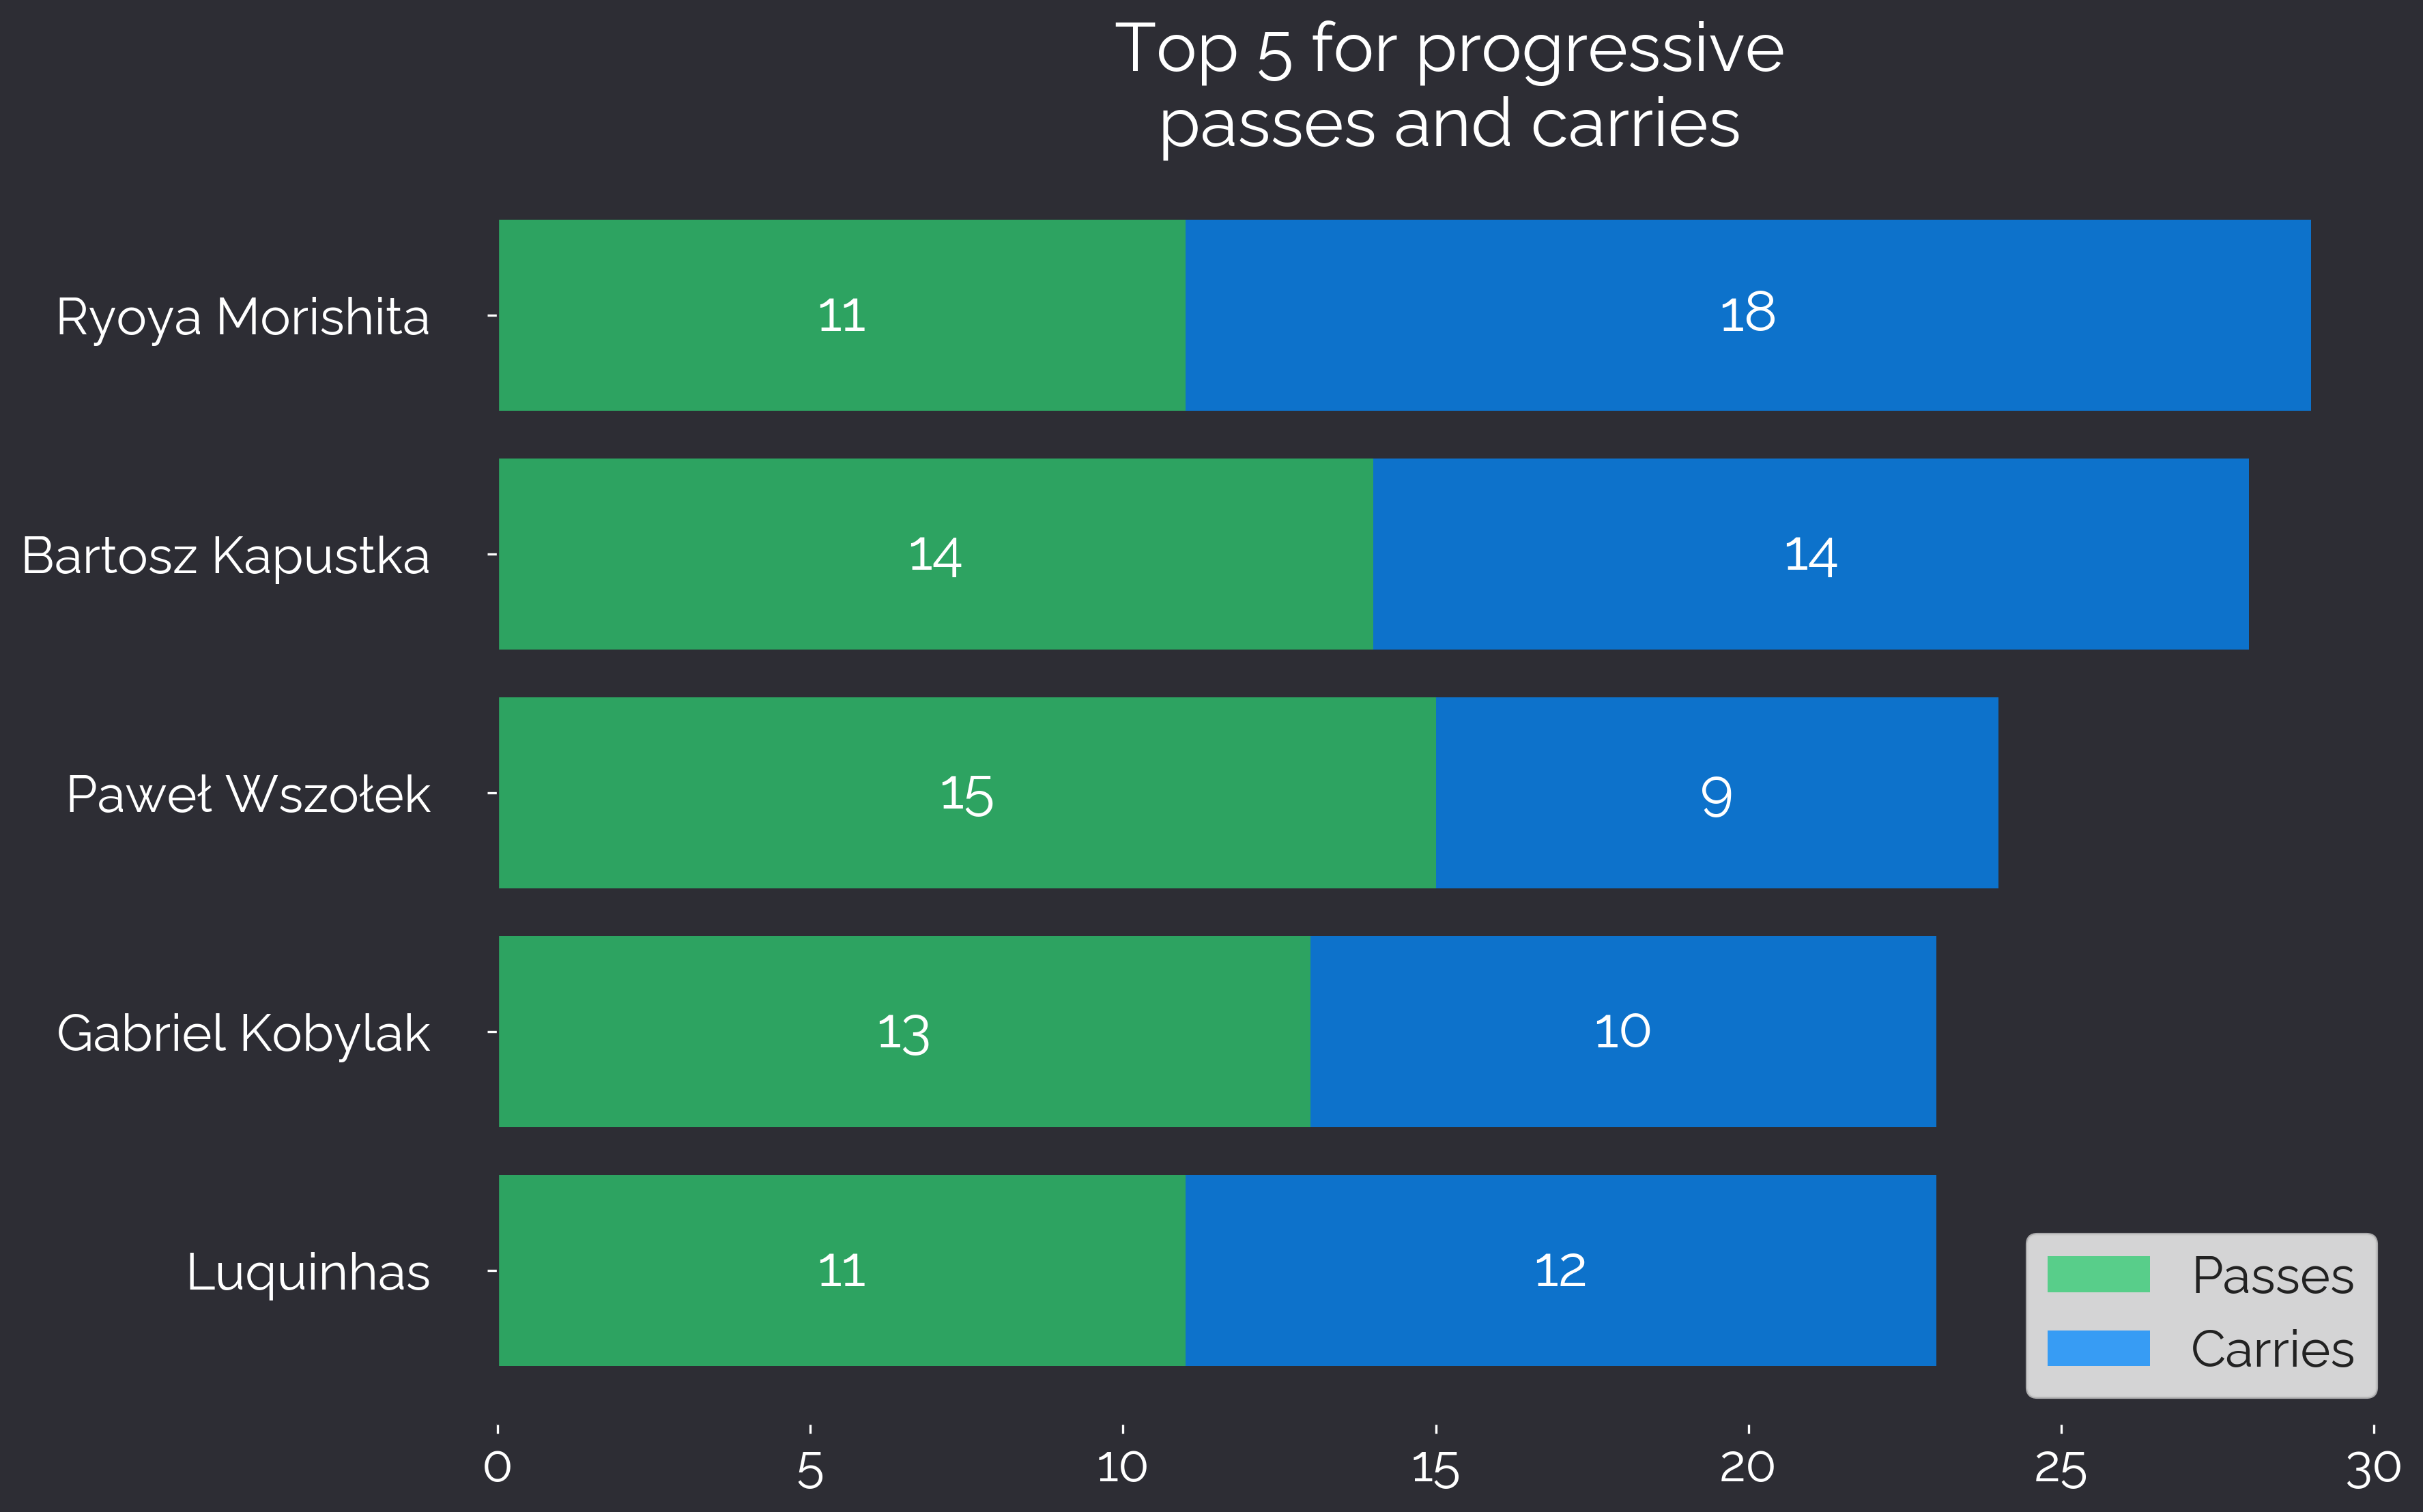 Top 5 for progressive
passes and carries
Ryoya Morishita
11
18
Bartosz Kapustka
14
14
Paweł Wszołek
15
9
Gabriel Kobylak
13
10
Luquinhas
11
12
Passes
Carries
0
5
10
15
20
25
30